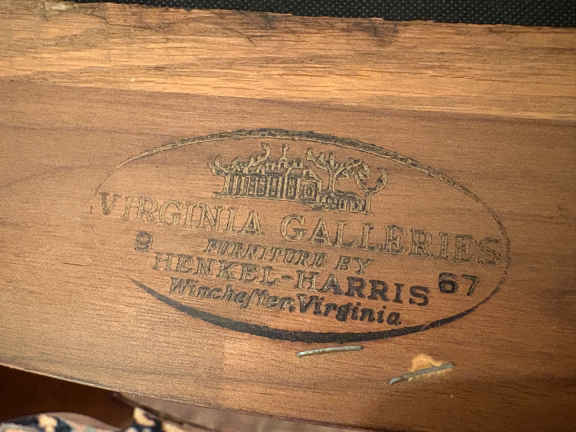 VIRGINIA GALLERIES
9 FURNITURE BY 67
HENKEL-HARRIS
Winchester, Virginia